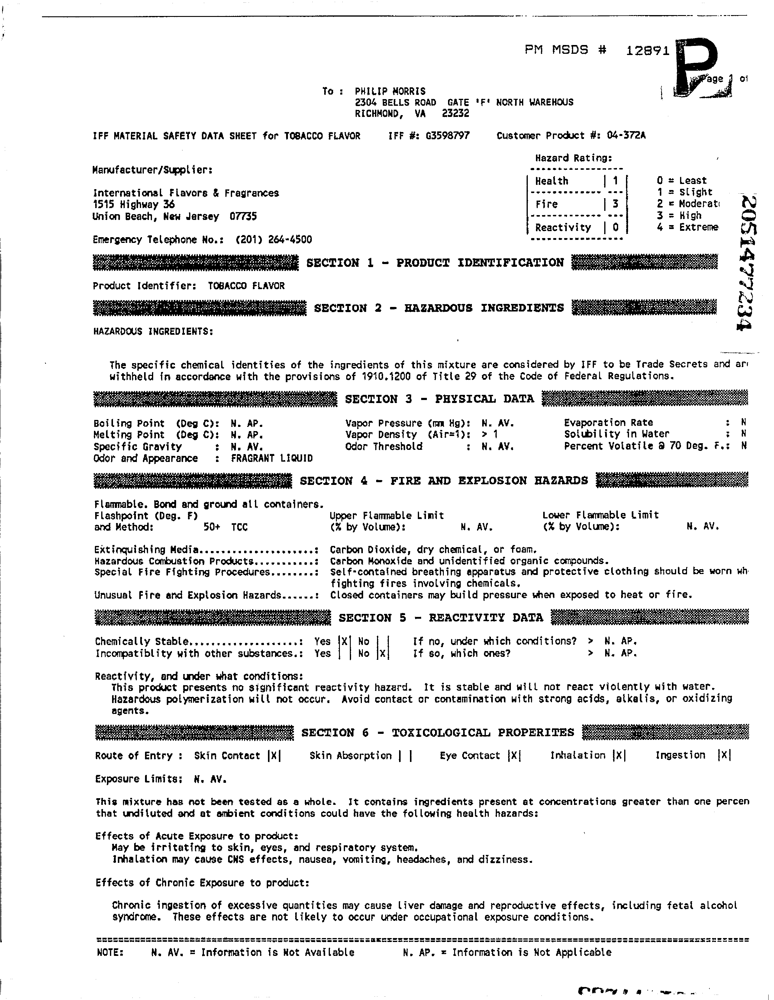 PM MSDS # 12891
P
Page 1 of
To : PHILIP MORRIS
2304 BELLS ROAD GATE 'F' NORTH WAREHOUS
RICHMOND, VA 23232
IFF MATERIAL SAFETY DATA SHEET for TOBACCO FLAVOR IFF #: G3598797 Customer Product #: 04-372A
Hazard Rating:
Manufacturer/Supplier:
Health | 1 | 0 = Least
International Flavors & Fragrances 1 = Slight
1515 Highway 36 Fire | 3 | 2 = Moderat
Union Beach, New Jersey 07735 3 = High
Reactivity | 0 | 4 = Extreme
Emergency Telephone No.: (201) 264-4500
2051477234
SECTION 1 - PRODUCT IDENTIFICATION
Product Identifier: TOBACCO FLAVOR
SECTION 2 - HAZARDOUS INGREDIENTS
HAZARDOUS INGREDIENTS:
The specific chemical identities of the ingredients of this mixture are considered by IFF to be Trade Secrets and ar
withheld in accordance with the provisions of 1910.1200 of Title 29 of the Code of Federal Regulations.
SECTION 3 - PHYSICAL DATA
Boiling Point (Deg C): N. AP. Vapor Pressure (mm Hg): N. AV. Evaporation Rate : N
Melting Point (Deg C): N. AP. Vapor Density (Air=1): > 1 Solubility in Water : N
Specific Gravity : N. AV. Odor Threshold : N. AV. Percent Volatile @ 70 Deg. F.: N
Odor and Appearance : FRAGRANT LIQUID
SECTION 4 - FIRE AND EXPLOSION HAZARDS
Flammable. Bond and ground all containers.
Flashpoint (Deg. F) Upper Flammable Limit Lower Flammable Limit
and Method: 50+ TCC (% by Volume): N. AV. (% by Volume): N. AV.
Extinquishing Media.....................: Carbon Dioxide, dry chemical, or foam.
Hazardous Combustion Products...........: Carbon Monoxide and unidentified organic compounds.
Special Fire Fighting Procedures........: Self-contained breathing apparatus and protective clothing should be worn wh
fighting fires involving chemicals.
Unusual Fire and Explosion Hazards......: Closed containers may build pressure when exposed to heat or fire.
SECTION 5 - REACTIVITY DATA
Chemically Stable....................: Yes |X| No | | If no, under which conditions? > N. AP.
Incompatiblity with other substances.: Yes | | No |X| If so, which ones? > N. AP.
Reactivity, and under what conditions:
This product presents no significant reactivity hazard. It is stable and will not react violently with water.
Hazardous polymerization will not occur. Avoid contact or contamination with strong acids, alkalis, or oxidizing
agents.
SECTION 6 - TOXICOLOGICAL PROPERITES
Route of Entry : Skin Contact |X| Skin Absorption | | Eye Contact |X| Inhalation |X| Ingestion |X|
Exposure Limits: N. AV.
This mixture has not been tested as a whole. It contains ingredients present at concentrations greater than one percen
that undiluted and at ambient conditions could have the following health hazards:
Effects of Acute Exposure to product:
May be irritating to skin, eyes, and respiratory system.
Inhalation may cause CNS effects, nausea, vomiting, headaches, and dizziness.
Effects of Chronic Exposure to product:
Chronic ingestion of excessive quantities may cause liver damage and reproductive effects, including fetal alcohol
syndrome. These effects are not likely to occur under occupational exposure conditions.
NOTE: N. AV. = Information is Not Available N. AP. = Information is Not Applicable